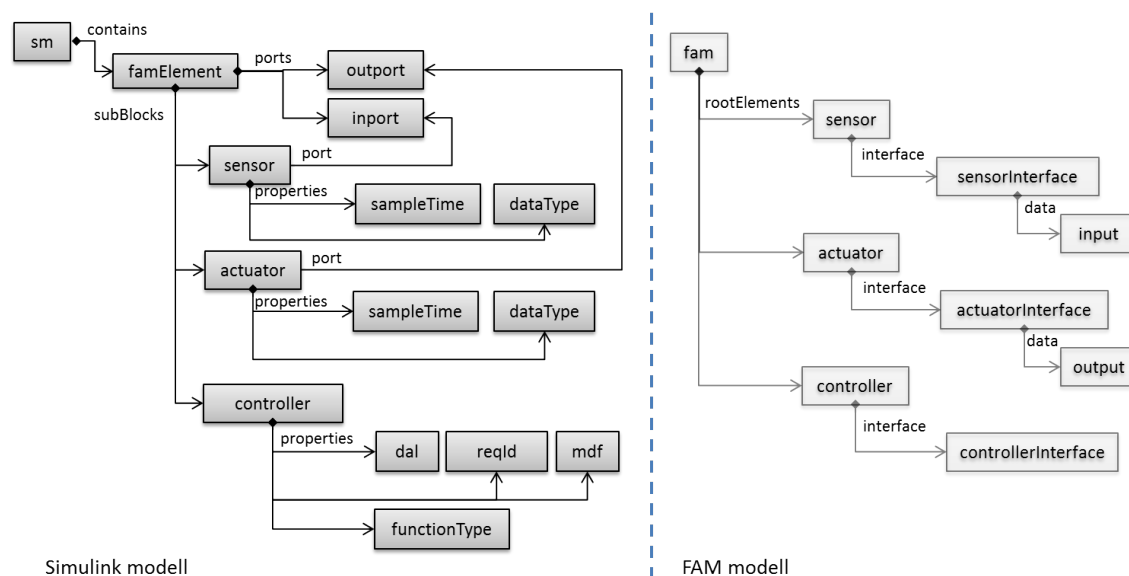 sm
contains
famElement
ports
outport
inport
subBlocks
sensor
port
properties
sampleTime
dataType
actuator
port
properties
sampleTime
dataType
controller
properties
dal
reqId
mdf
functionType
Simulink modell
fam
rootElements
sensor
interface
sensorInterface
data
input
actuator
interface
actuatorInterface
data
output
controller
interface
controllerInterface
FAM modell